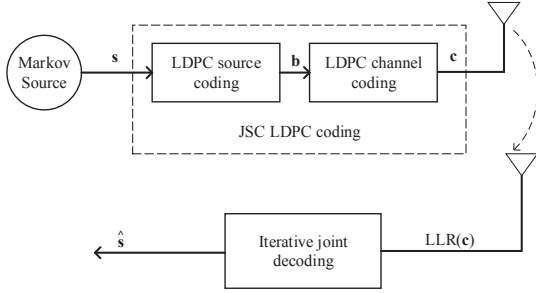 Markov
Source
s
LDPC source
coding
b
LDPC channel
coding
c
JSC LDPC coding
ŝ
Iterative joint
decoding
LLR(c)